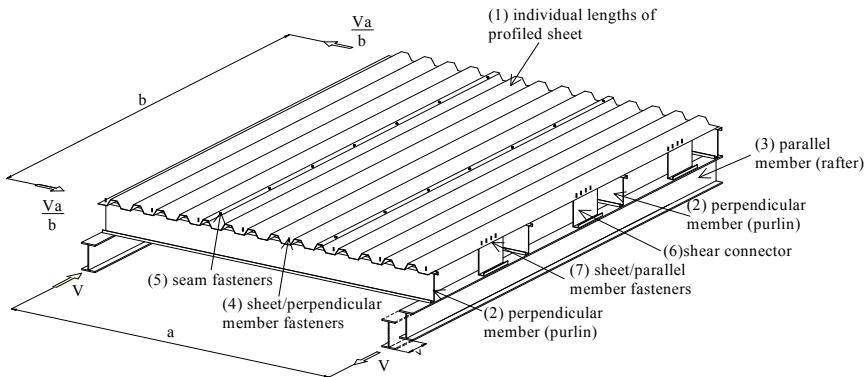 Va
b
(1) individual lengths of
profiled sheet
b
(3) parallel
member (rafter)
Va
b
(2) perpendicular
member (purlin)
(6)shear connector
(5) seam fasteners
(7) sheet/parallel
member fasteners
V
(4) sheet/perpendicular
member fasteners
(2) perpendicular
member (purlin)
a
V